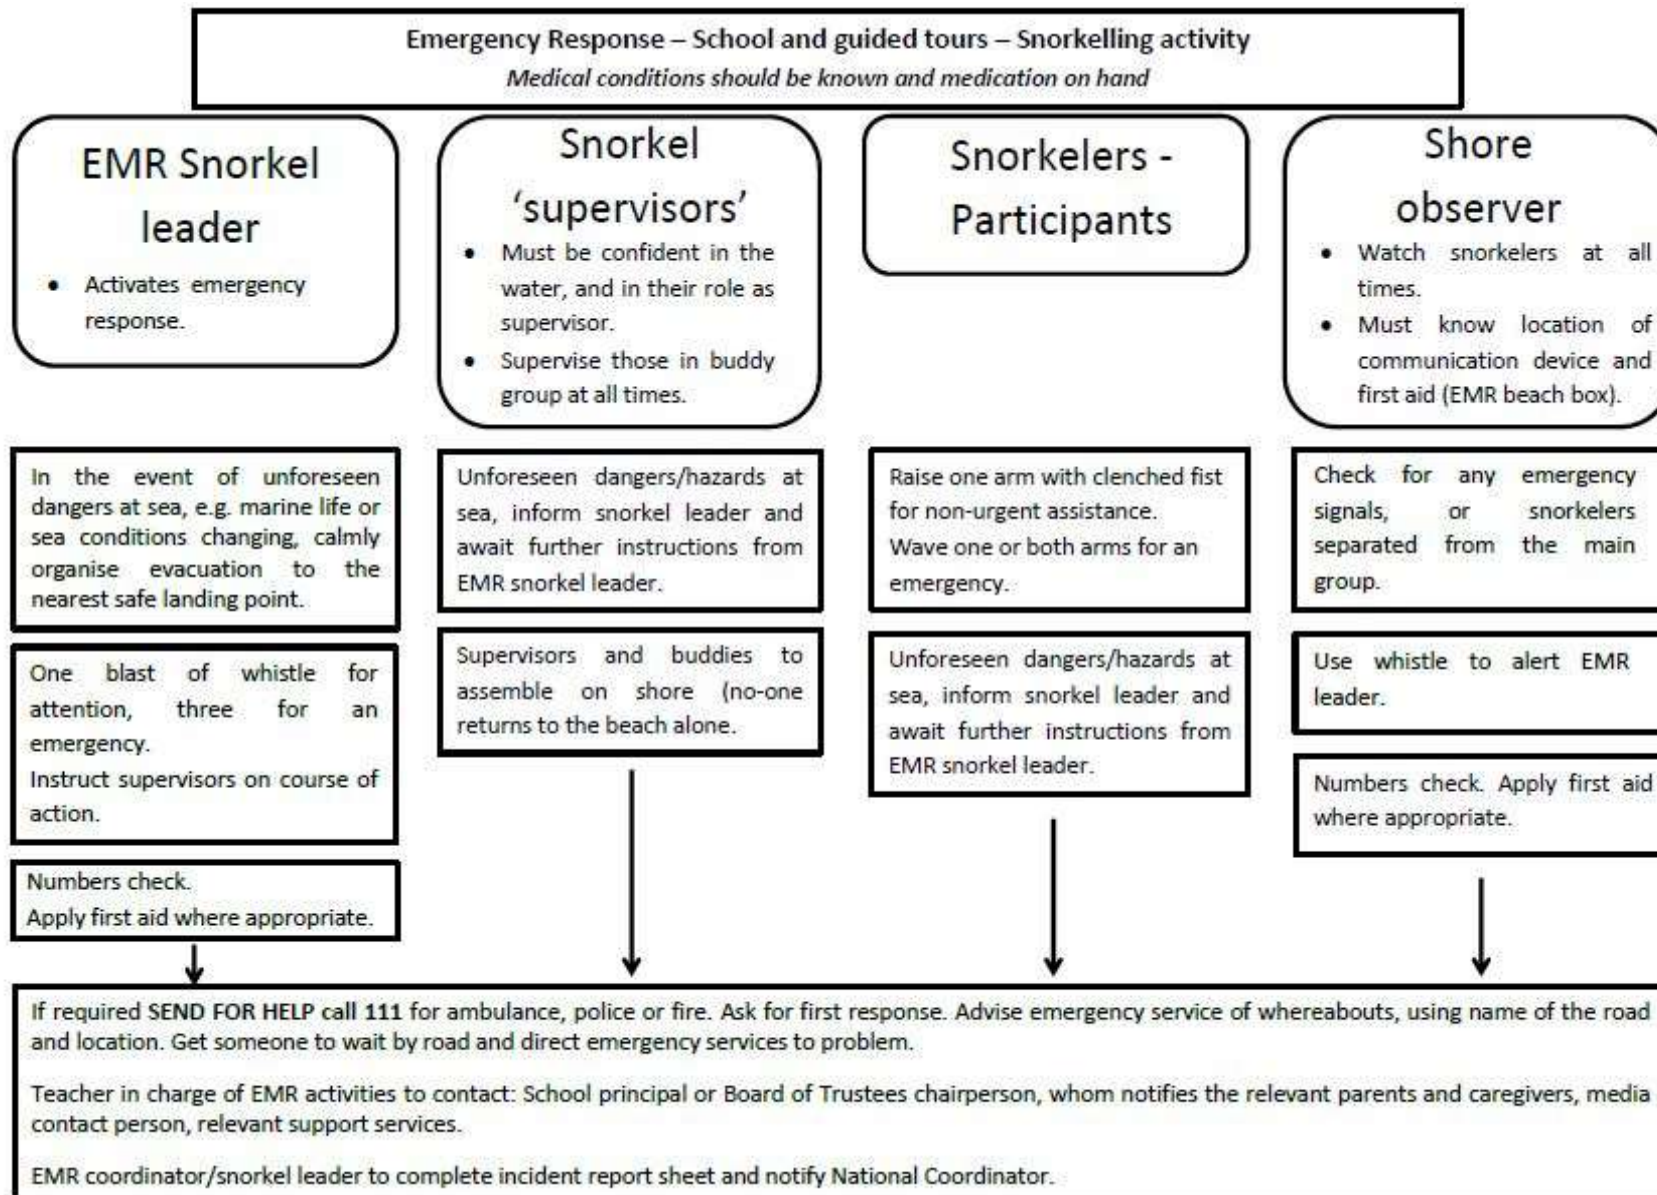 Emergency Response – School and guided tours – Snorkelling activity
Medical conditions should be known and medication on hand
EMR Snorkel
leader
• Activates emergency
response.
In the event of unforeseen
dangers at sea, e.g. marine life or
sea conditions changing, calmly
organise evacuation to the
nearest safe landing point.
One blast of whistle for
attention, three for an
emergency.
Instruct supervisors on course of
action.
Numbers check.
Apply first aid where appropriate.
Snorkel
‘supervisors’
• Must be confident in the
water, and in their role as
supervisor.
• Supervise those in buddy
group at all times.
Unforeseen dangers/hazards at
sea, inform snorkel leader and
await further instructions from
EMR snorkel leader.
Supervisors and buddies to
assemble on shore (no-one
returns to the beach alone.
Snorkelers -
Participants
Raise one arm with clenched fist
for non-urgent assistance.
Wave one or both arms for an
emergency.
Unforeseen dangers/hazards at
sea, inform snorkel leader and
await further instructions from
EMR snorkel leader.
Shore
observer
• Watch snorkelers at all
times.
• Must know location of
communication device and
first aid (EMR beach box).
Check for any emergency
signals, or snorkelers
separated from the main
group.
Use whistle to alert EMR
leader.
Numbers check. Apply first aid
where appropriate.
If required SEND FOR HELP call 111 for ambulance, police or fire. Ask for first response. Advise emergency service of whereabouts, using name of the road
and location. Get someone to wait by road and direct emergency services to problem.
Teacher in charge of EMR activities to contact: School principal or Board of Trustees chairperson, whom notifies the relevant parents and caregivers, media
contact person, relevant support services.
EMR coordinator/snorkel leader to complete incident report sheet and notify National Coordinator.